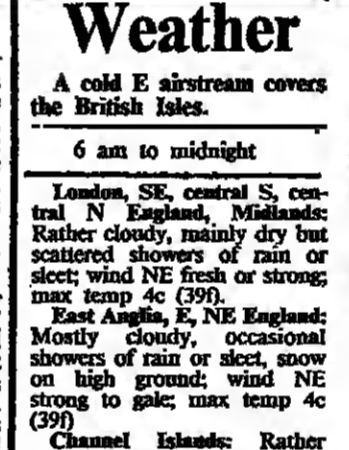 Weather
A cold E airstream covers
the British Isles.
6 am to midnight
London, SE, central S, cen-
tral N England, Midlands:
Rather cloudy, mainly dry but
scattered showers of rain or
sleet; wind NE fresh or strong;
max temp 4c (39f).
East Anglia, E, NE England:
Mostly cloudy, occasional
showers of rain or sleet, snow
on high ground; wind NE
strong to gale; max temp 4c
(39f)
Channel Islands: Rather